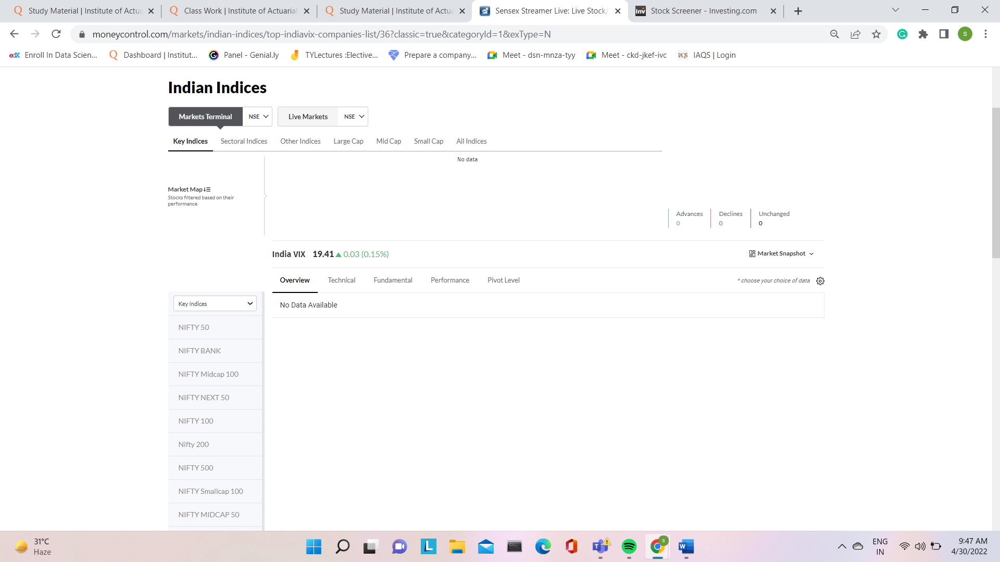 Study Material | Institute of Actua
Class Work | Institute of Actuarial
Study Material | Institute of Actua
Sensex Streamer Live: Live Stock/
Inv
Stock Screener - Investing.com
moneycontrol.com/markets/indian-indices/top-indiavix-companies-list/36?classic=true&categoryId=1&exType=N
S
edX
Enroll In Data Scien...
Dashboard | Institut...
Panel - Genial.ly
TYLectures :Elective...
Prepare a company...
Meet - dsn-mnza-tyy
Meet - ckd-jkef-ivc
IAQS
IAQS | Login
Indian Indices
Markets Terminal
NSE
Live Markets
NSE
Key Indices
Sectoral Indices
Other Indices
Large Cap
Mid Cap
Small Cap
All Indices
No data
Market Map
Stocks filtered based on their
performance
Advances
0
Declines
0
Unchanged
0
India VIX 19.41 0.03 (0.15%)
Market Snapshot
Overview
Technical
Fundamental
Performance
Pivot Level
* choose your choice of data
No Data Available
Key Indices
NIFTY 50
NIFTY BANK
NIFTY Midcap 100
NIFTY NEXT 50
NIFTY 100
Nifty 200
NIFTY 500
NIFTY Smallcap 100
NIFTY MIDCAP 50
31°C
Haze
ENG
IN
9:47 AM
4/30/2022